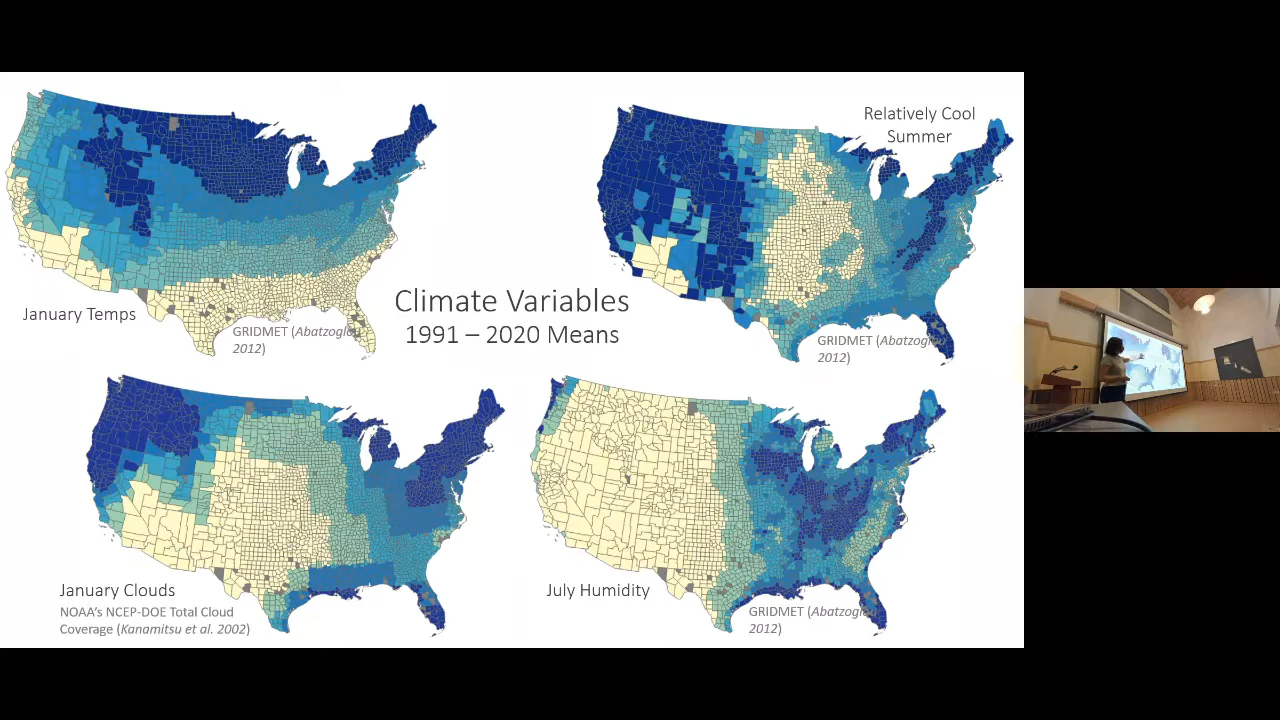 Relatively Cool
Summer
Climate Variables
1991 – 2020 Means
January Temps
GRIDMET (Abatzoglou
2012)
GRIDMET (Abatzoglou
2012)
January Clouds
NOAA's NCEP-DOE Total Cloud
Coverage (Kanamitsu et al. 2002)
July Humidity
GRIDMET (Abatzoglou
2012)